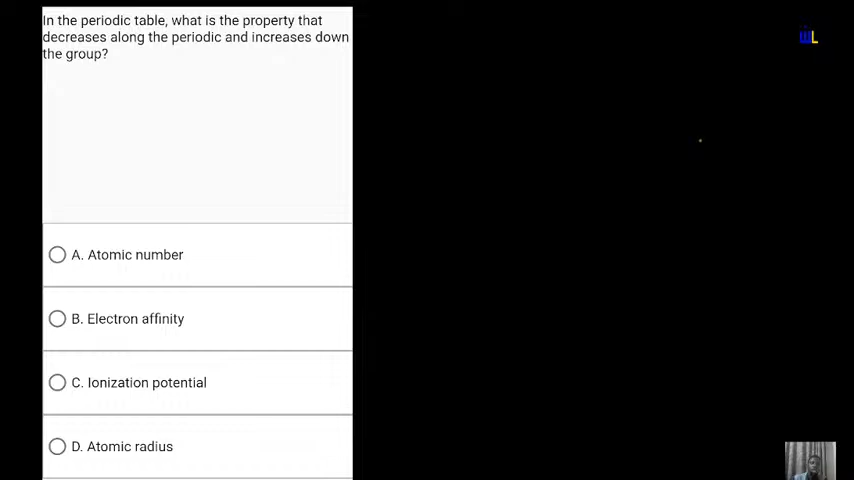 In the periodic table, what is the property that
decreases along the periodic and increases down
the group?
A. Atomic number
B. Electron affinity
C. Ionization potential
D. Atomic radius